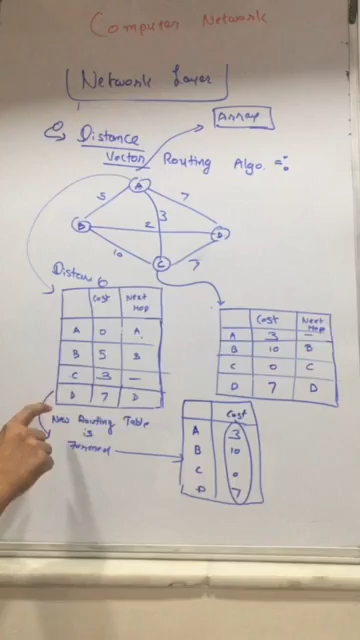 Computer Network
Network Layer
Array
Distance
Vector Routing Algo.
A
5
7
3
B
2
D
10
7
C
Cost Next Hop
A 0 A
B 5 B
C 3 —
D 7 D
Cost Next Hop
A 3 —
B 10 B
C 0 C
D 7 D
New Routing Table
is
Formed
Cost
A 3
B 10
C 0
D 7